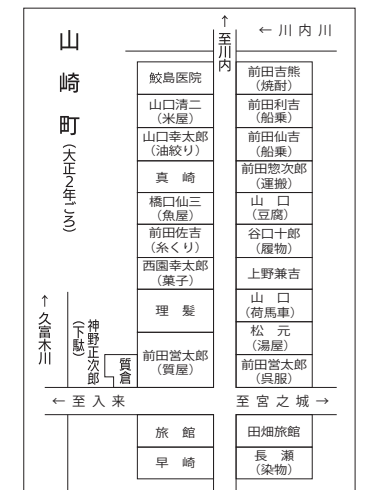 山崎町
(大正２年ごろ)
↑至川内
← 川内川
鮫島医院
山口清二
(米屋)
山口幸太郎
(油絞り)
真崎
橋口仙三
(魚屋)
前田佐吉
(糸くり)
西園幸太郎
(菓子)
理髪
前田営太郎
(質屋)
前田吉熊
(焼酎)
前田利吉
(船乗)
前田仙吉
(船乗)
前田惣次郎
(運搬)
山口
(豆腐)
谷口十郎
(履物)
上野兼吉
山口
(荷馬車)
松元
(湯屋)
前田営太郎
(呉服)
↑久富木川
神野正次郎
(下駄)
質倉
← 至入来
至宮之城 →
旅館
早崎
田畑旅館
長瀬
(染物)